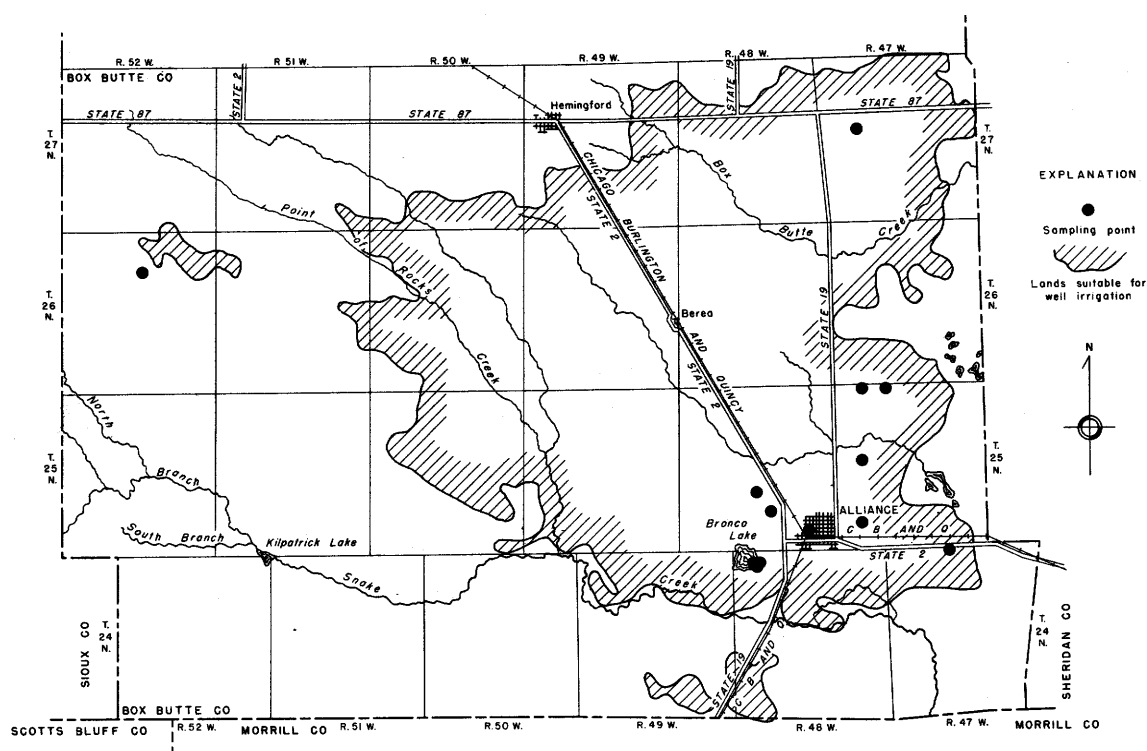 R. 52 W.
R. 51 W.
R. 50 W.
R. 49 W.
R. 48 W.
R. 47 W.
BOX BUTTE CO
STATE 2
STATE 19
STATE 87
STATE 87
STATE 87
Hemingford
T.
27
N.
T.
27
N.
EXPLANATION
Sampling point
Lands suitable for
well irrigation
CHICAGO
BURLINGTON
AND QUINCY
STATE 2
STATE 2
Box
Butte
Creek
Point
of
Rocks
Creek
T.
26
N.
T.
26
N.
Berea
STATE 19
N
North
Branch
T.
25
N.
T.
25
N.
South Branch
Kilpatrick Lake
Bronco
Lake
ALLIANCE
C B AND Q
STATE 2
Snake
Creek
SIOUX CO
T.
24
N.
T.
24
N.
SHERIDAN CO
STATE 19
C B AND Q
BOX BUTTE CO
SCOTTS BLUFF CO
R. 52 W.
MORRILL CO
R. 51 W.
R. 50 W.
R. 49 W.
R. 48 W.
R. 47 W.
MORRILL CO